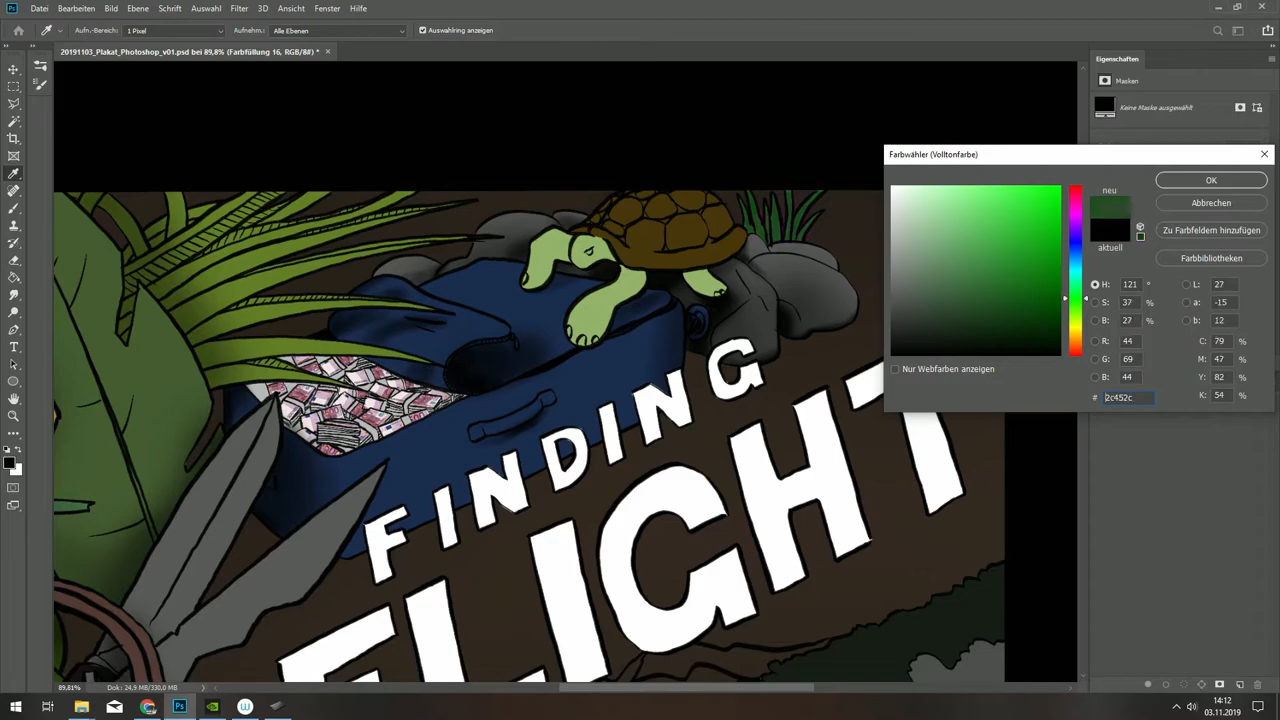 Ps Datei Bearbeiten Bild Ebene Schrift Auswahl Filter 3D Ansicht Fenster Hilfe
Aufn.-Bereich: 1 Pixel Aufnehm.: Alle Ebenen Auswahlring anzeigen
20191103_Plakat_Photoshop_v01.psd bei 89,8% (Farbfüllung 16, RGB/8#) *
Eigenschaften
Masken
Keine Maske ausgewählt
Farbwähler (Volltonfarbe)
neu
aktuell
OK
Abbrechen
Zu Farbfeldern hinzufügen
Farbbibliotheken
H: 121 °
S: 37 %
B: 27 %
R: 44
G: 69
B: 44
# 2c452c
L: 27
a: -15
b: 12
C: 79 %
M: 47 %
Y: 82 %
K: 54 %
Nur Webfarben anzeigen
FINDING
FLIGHT
89,81% Dok: 24,9 MB/330,0 MB
Ps
14:12
03.11.2019